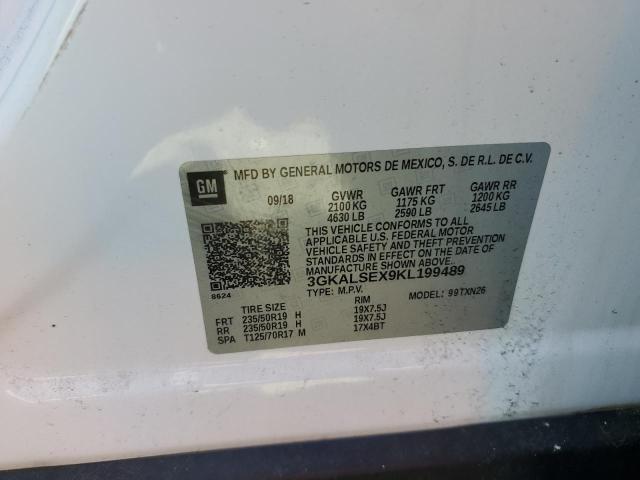 GM
MFD BY GENERAL MOTORS DE MEXICO, S. DE R.L. DE C.V.
09/18 GVWR GAWR FRT GAWR RR
2100 KG 1175 KG 1200 KG
4630 LB 2590 LB 2645 LB
THIS VEHICLE CONFORMS TO ALL
APPLICABLE U.S. FEDERAL MOTOR
VEHICLE SAFETY AND THEFT PREVENTION
STANDARDS IN EFFECT ON THE DATE OF
MANUFACTURE SHOWN ABOVE.
3GKALSEX9KL199489
8624 TYPE: M.P.V. MODEL: 99TXN26
TIRE SIZE RIM
FRT 235/50R19 H 19X7.5J
RR 235/50R19 H 19X7.5J
SPA T125/70R17 M 17X4BT